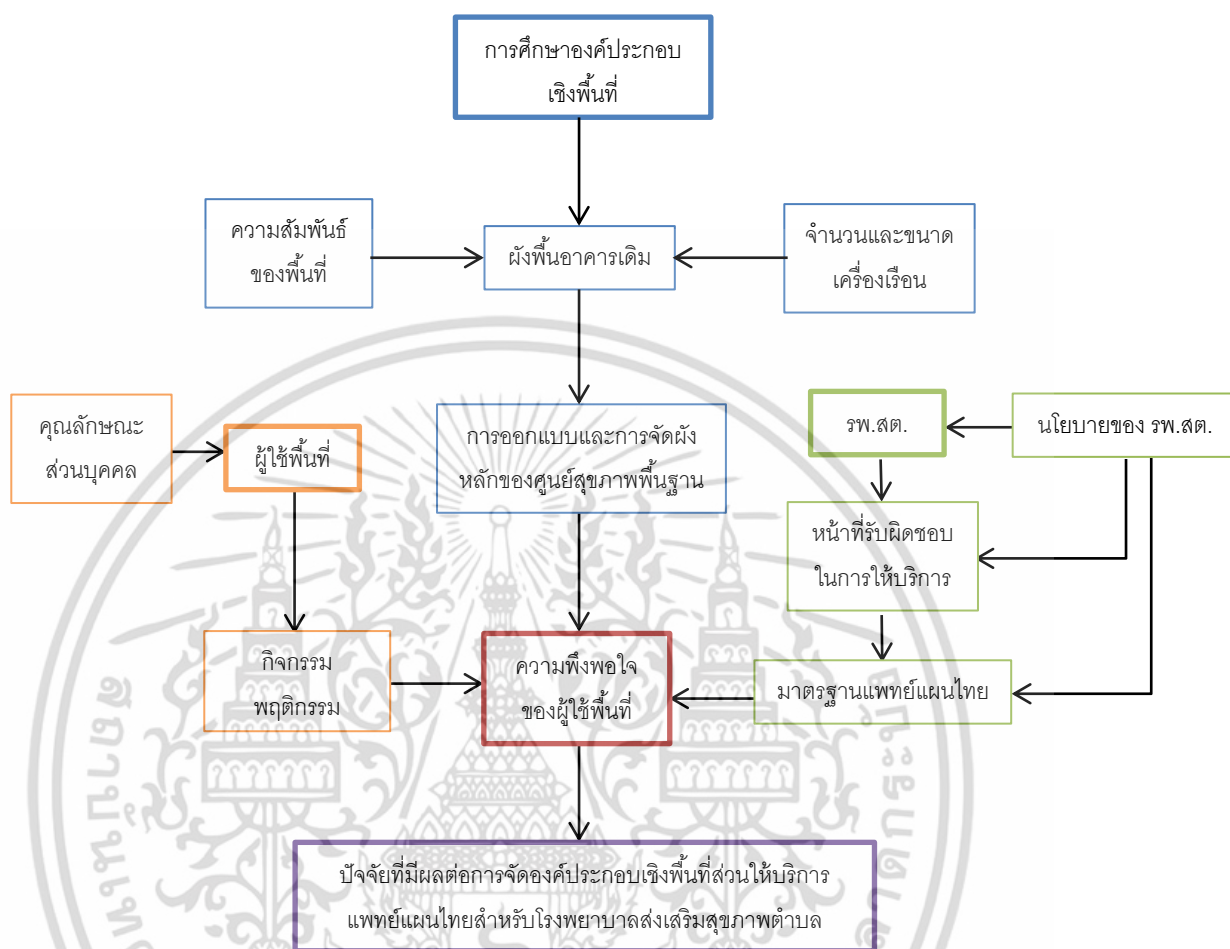 การศึกษาองค์ประกอบ
เชิงพื้นที่
ความสัมพันธ์
ของพื้นที่
ผังพื้นอาคารเดิม
จำนวนและขนาด
เครื่องเรือน
คุณลักษณะ
ส่วนบุคคล
ผู้ใช้พื้นที่
การออกแบบและการจัดผัง
หลักของศูนย์สุขภาพพื้นฐาน
รพ.สต.
นโยบายของ รพ.สต.
หน้าที่รับผิดชอบ
ในการให้บริการ
กิจกรรม
พฤติกรรม
ความพึงพอใจ
ของผู้ใช้พื้นที่
มาตรฐานแพทย์แผนไทย
ปัจจัยที่มีผลต่อการจัดองค์ประกอบเชิงพื้นที่ส่วนให้บริการ
แพทย์แผนไทยสำหรับโรงพยาบาลส่งเสริมสุขภาพตำบล